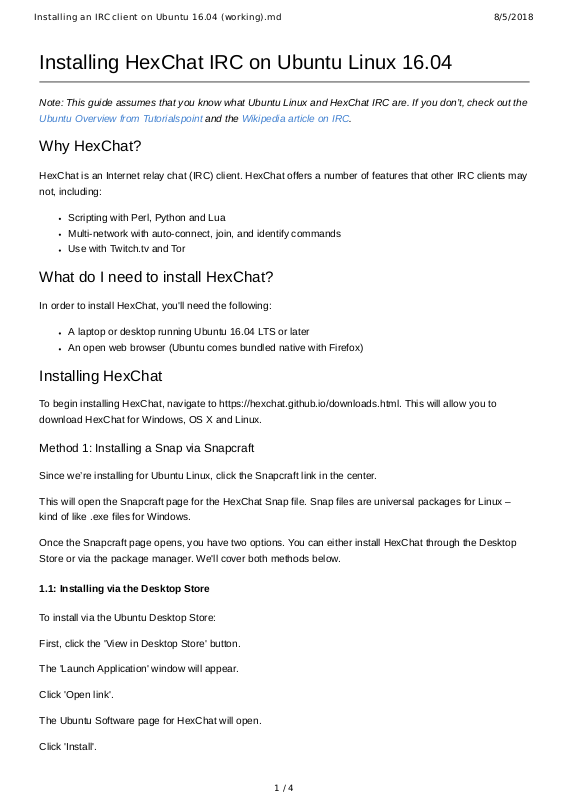 Installing an IRC client on Ubuntu 16.04 (working).md 8/5/2018
Installing HexChat IRC on Ubuntu Linux 16.04
Note: This guide assumes that you know what Ubuntu Linux and HexChat IRC are. If you don't, check out the
Ubuntu Overview from Tutorialspoint and the Wikipedia article on IRC.
Why HexChat?
HexChat is an Internet relay chat (IRC) client. HexChat offers a number of features that other IRC clients may
not, including:
• Scripting with Perl, Python and Lua
• Multi-network with auto-connect, join, and identify commands
• Use with Twitch.tv and Tor
What do I need to install HexChat?
In order to install HexChat, you'll need the following:
• A laptop or desktop running Ubuntu 16.04 LTS or later
• An open web browser (Ubuntu comes bundled native with Firefox)
Installing HexChat
To begin installing HexChat, navigate to https://hexchat.github.io/downloads.html. This will allow you to
download HexChat for Windows, OS X and Linux.
Method 1: Installing a Snap via Snapcraft
Since we're installing for Ubuntu Linux, click the Snapcraft link in the center.
This will open the Snapcraft page for the HexChat Snap file. Snap files are universal packages for Linux –
kind of like .exe files for Windows.
Once the Snapcraft page opens, you have two options. You can either install HexChat through the Desktop
Store or via the package manager. We'll cover both methods below.
1.1: Installing via the Desktop Store
To install via the Ubuntu Desktop Store:
First, click the 'View in Desktop Store' button.
The 'Launch Application' window will appear.
Click 'Open link'.
The Ubuntu Software page for HexChat will open.
Click 'Install'.
1 / 4